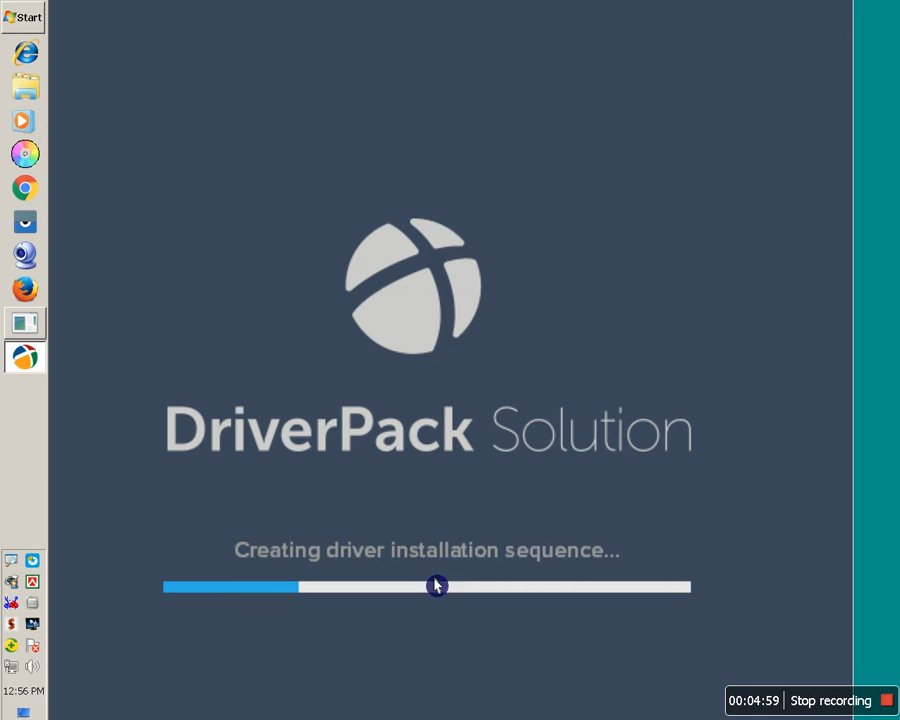 Start
DriverPack Solution
Creating driver installation sequence...
12:56 PM
00:04:59 Stop recording